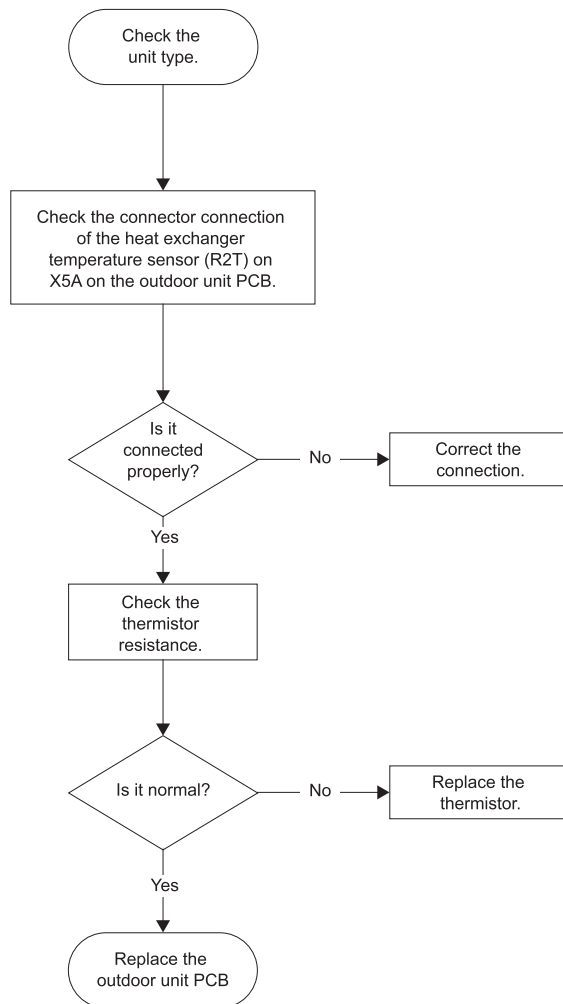 Check the
unit type.
Check the connector connection
of the heat exchanger
temperature sensor (R2T) on
X5A on the outdoor unit PCB.
Is it
connected
properly?
No
Correct the
connection.
Yes
Check the
thermistor
resistance.
Is it normal?
No
Replace the
thermistor.
Yes
Replace the
outdoor unit PCB